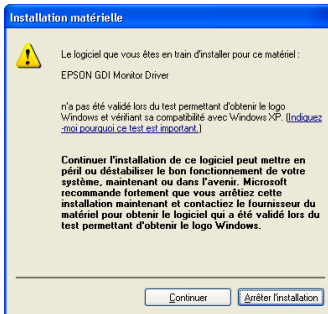 Installation matérielle
Le logiciel que vous êtes en train d'installer pour ce matériel :
EPSON GDI Monitor Driver
n'a pas été validé lors du test permettant d'obtenir le logo
Windows et vérifiant sa compatibilité avec Windows XP. (Indiquez
-moi pourquoi ce test est important.)
Continuer l'installation de ce logiciel peut mettre en
péril ou déstabiliser le bon fonctionnement de votre
système, maintenant ou dans l'avenir. Microsoft
recommande fortement que vous arrêtiez cette
installation maintenant et contactiez le fournisseur du
matériel pour obtenir le logiciel qui a été validé lors du
test permettant d'obtenir le logo Windows.
Continuer
Arrêter l'installation